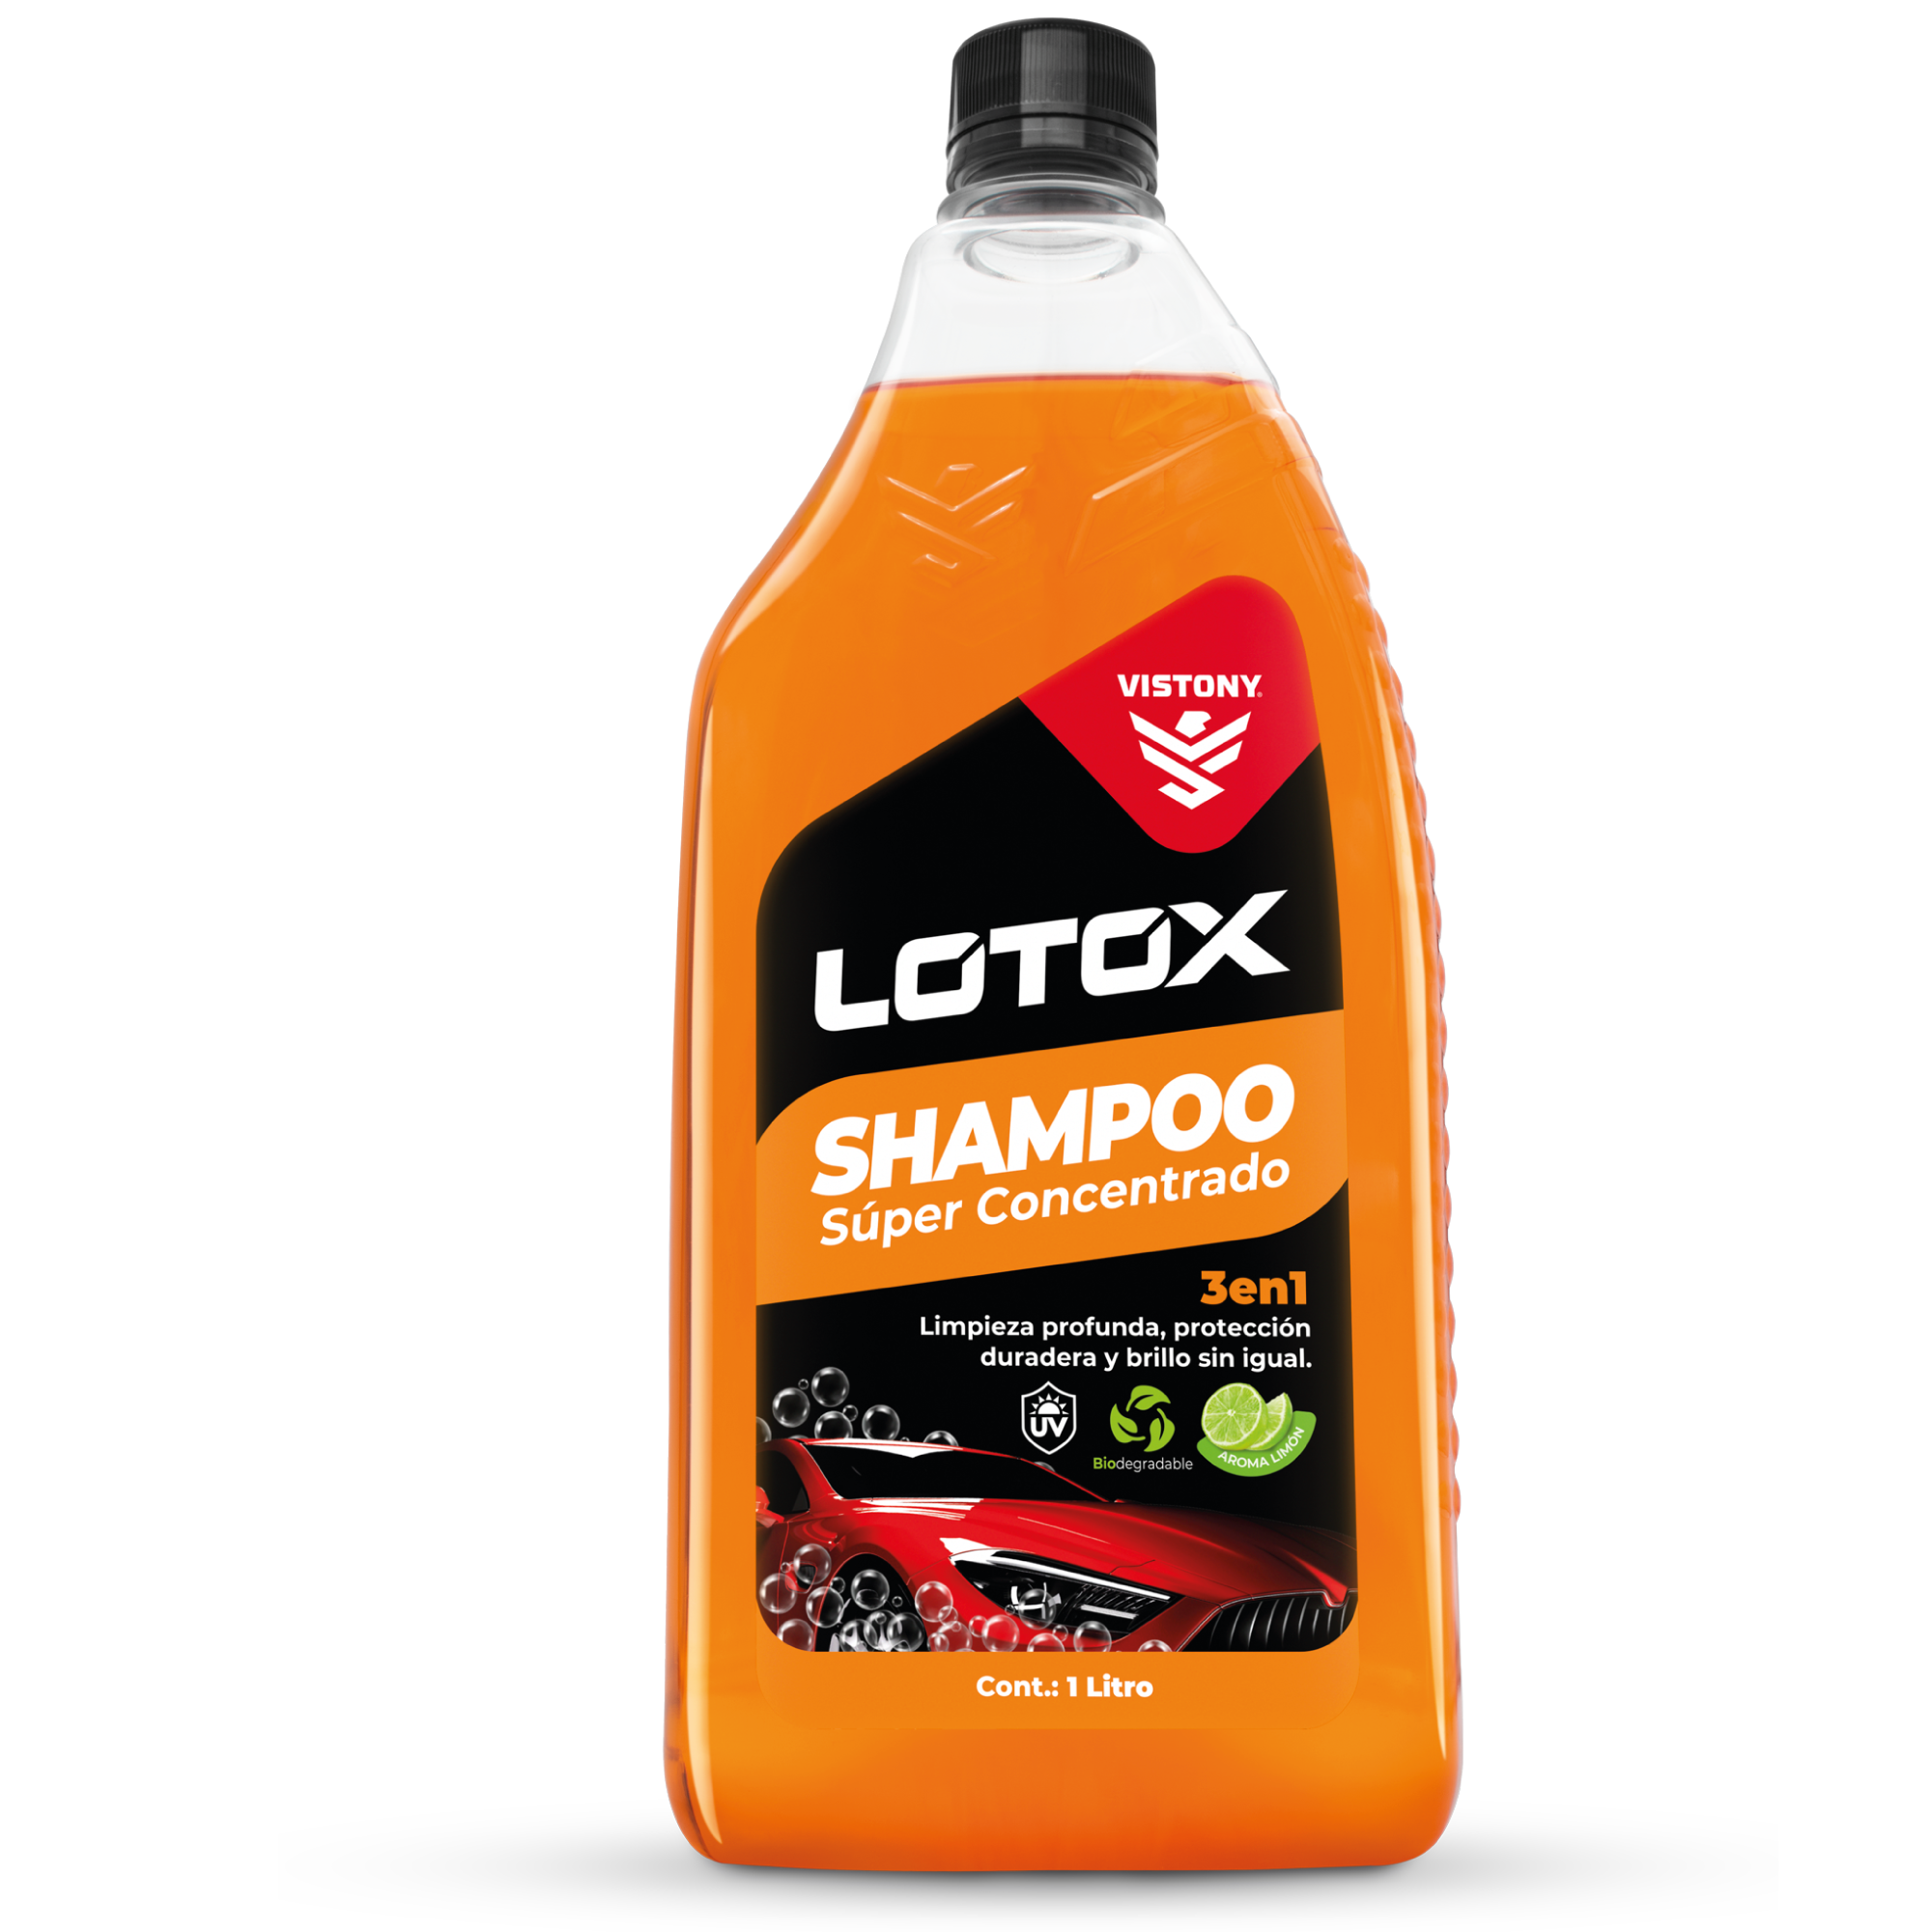 VISTONY®
LOTOX
SHAMPOO
Súper Concentrado
3en1
Limpieza profunda, protección
duradera y brillo sin igual.
UV
Biodegradable
AROMA LIMÓN
Cont.: 1 Litro